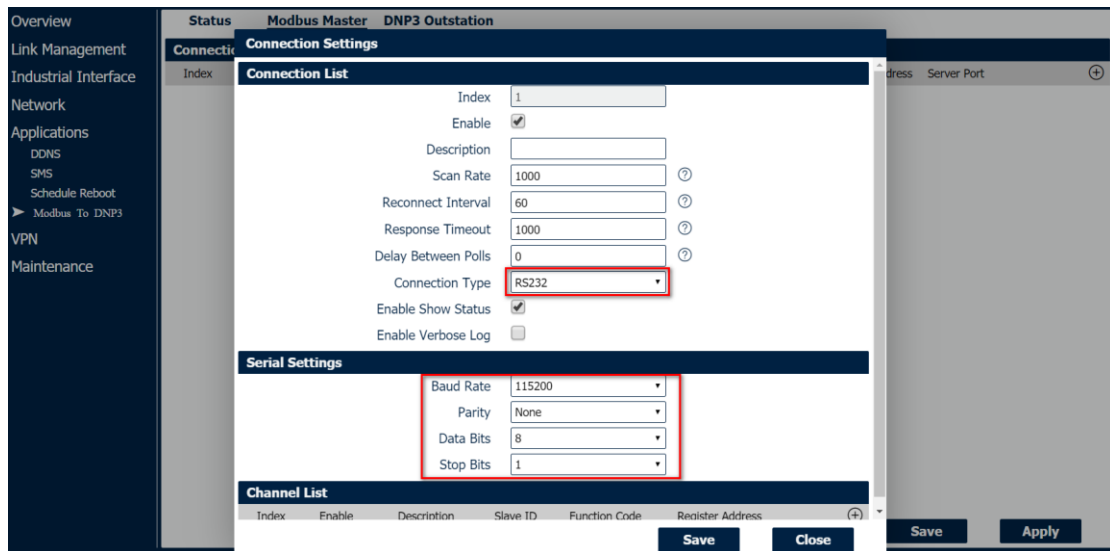 Overview
Link Management
Industrial Interface
Network
Applications
DDNS
SMS
Schedule Reboot
➤ Modbus To DNP3
VPN
Maintenance
Status Modbus Master DNP3 Outstation
Index
Server Port
Connection Settings
Connection List
Index 1
Enable
Description
Scan Rate 1000 ?
Reconnect Interval 60 ?
Response Timeout 1000 ?
Delay Between Polls 0 ?
Connection Type RS232
Enable Show Status
Enable Verbose Log
Serial Settings
Baud Rate 115200
Parity None
Data Bits 8
Stop Bits 1
Channel List
Index Enable Description Slave ID Function Code Register Address
Save Close
Save Apply